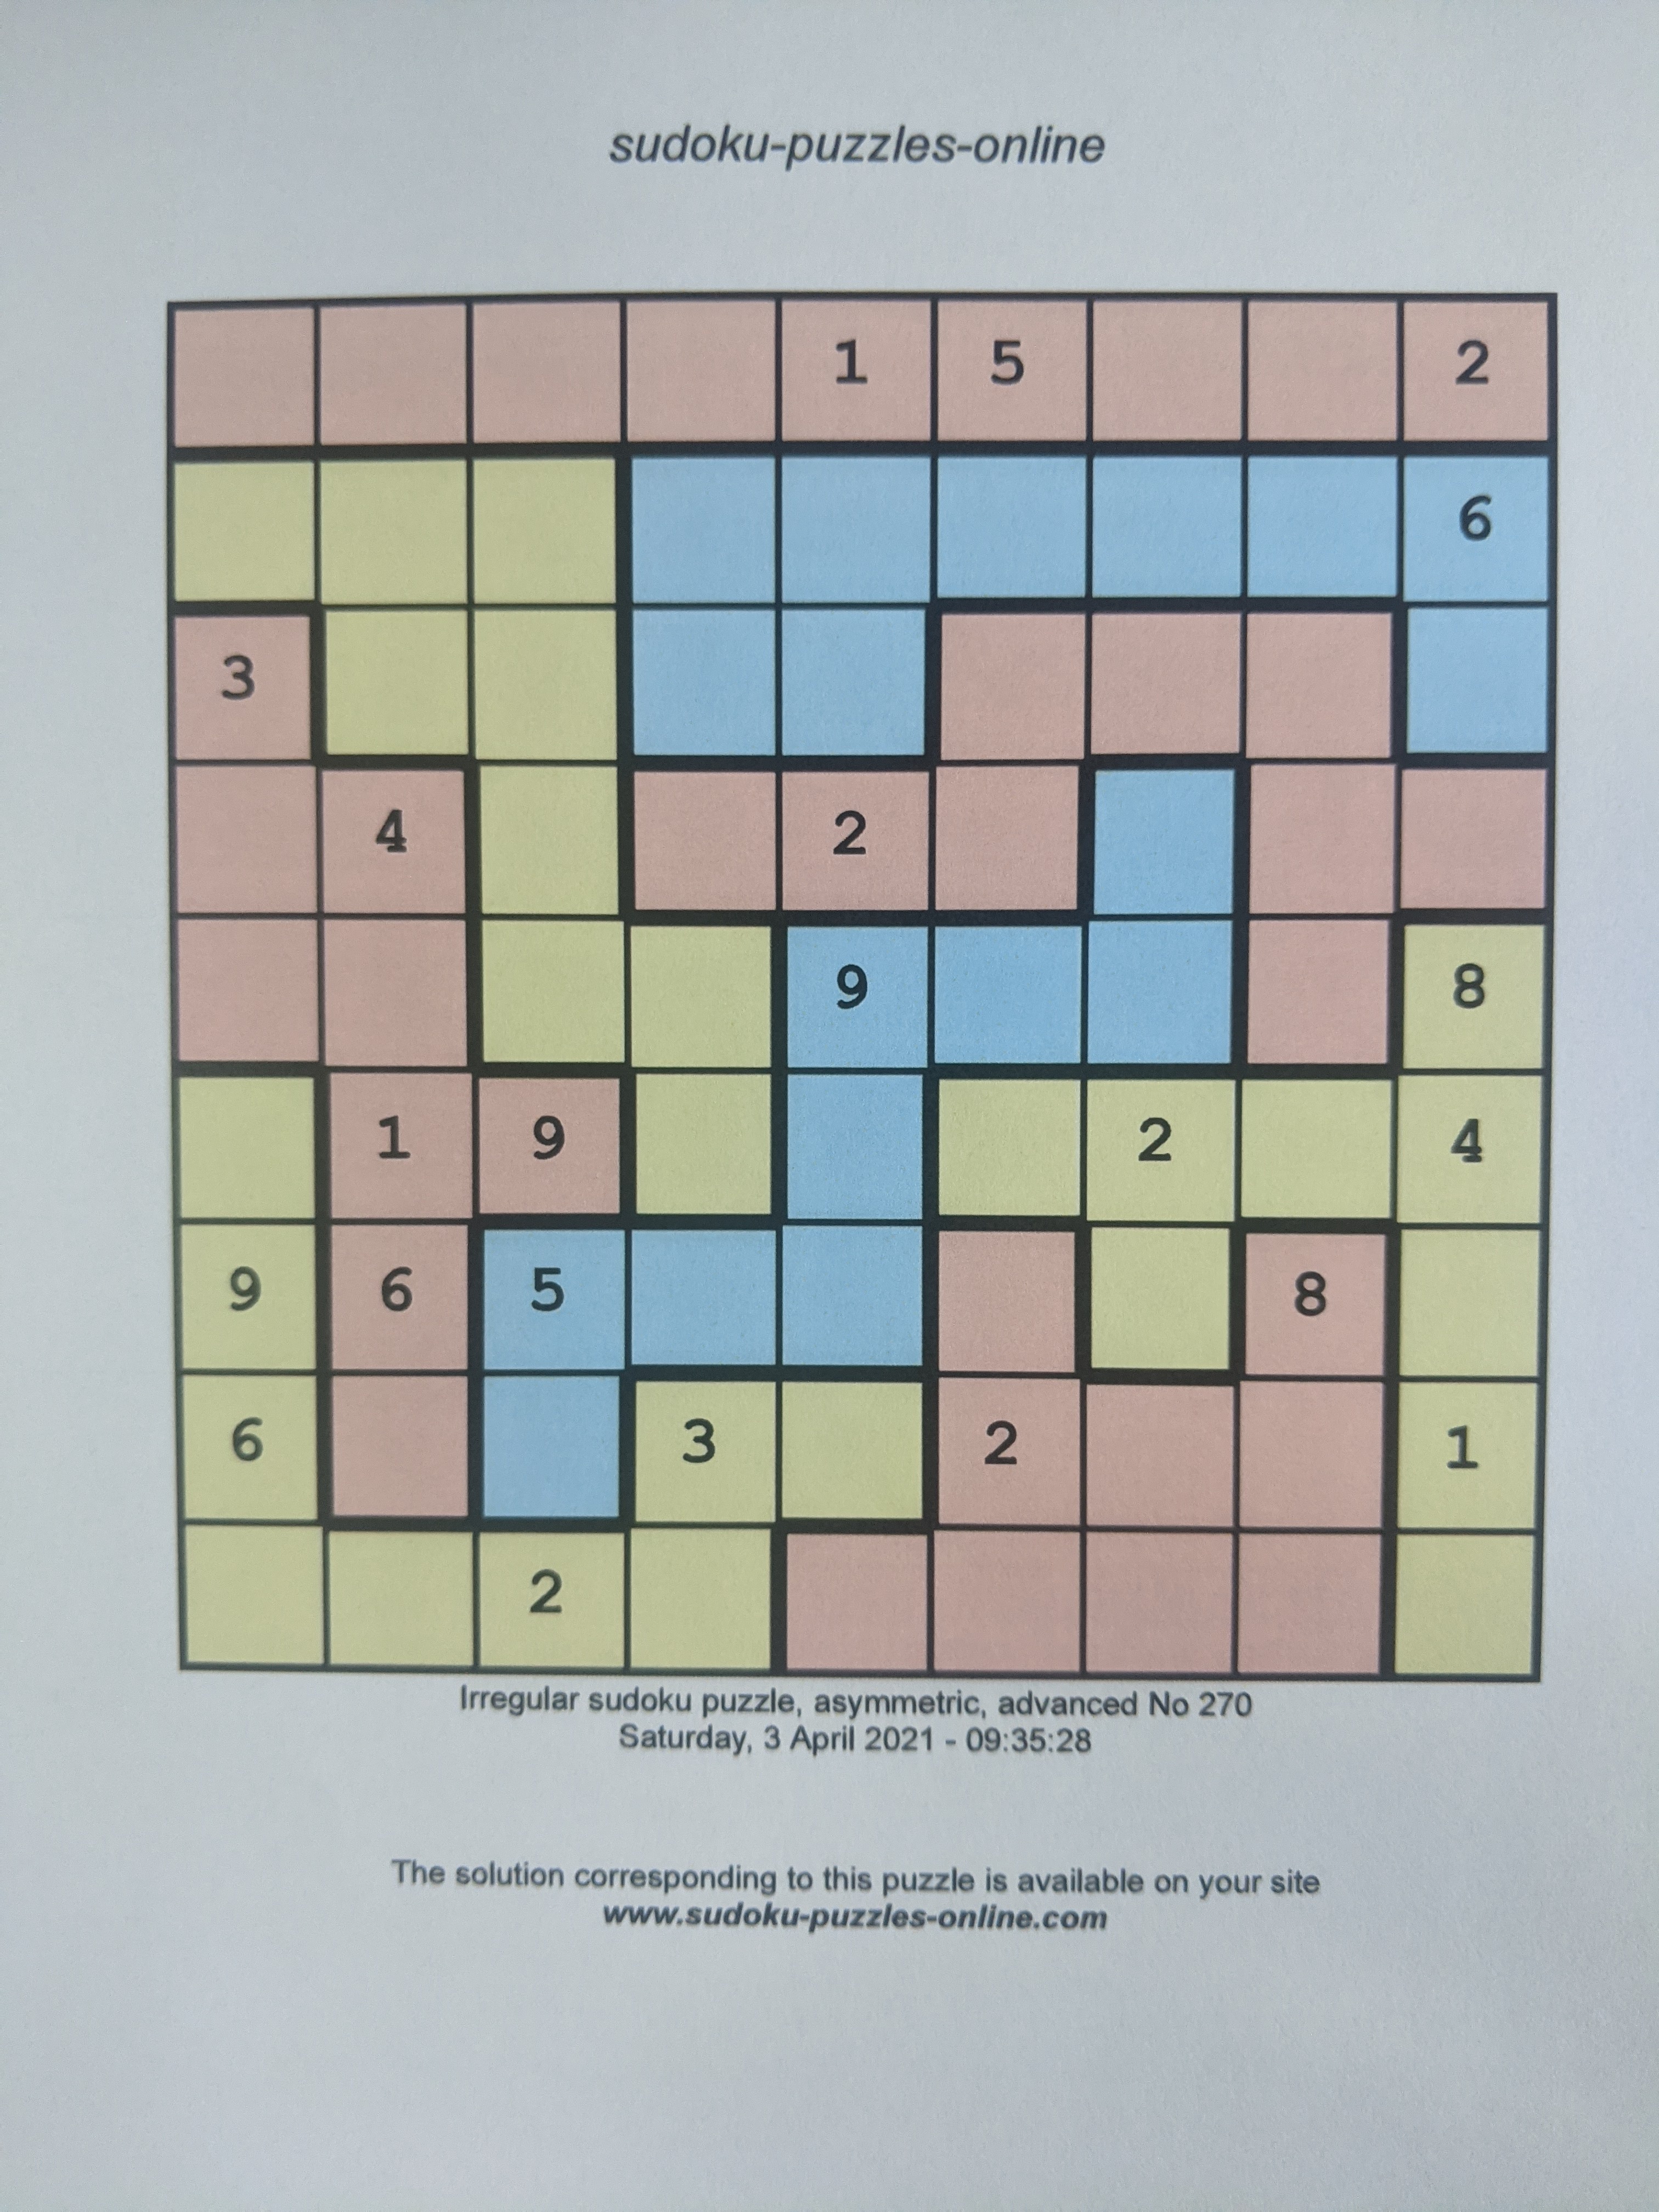 sudoku-puzzles-online
1 5 2
6
3
4 2
9 8
1 9 2 4
9 6 5 8
6 3 2 1
2
Irregular sudoku puzzle, asymmetric, advanced No 270
Saturday, 3 April 2021 - 09:35:28
The solution corresponding to this puzzle is available on your site
www.sudoku-puzzles-online.com